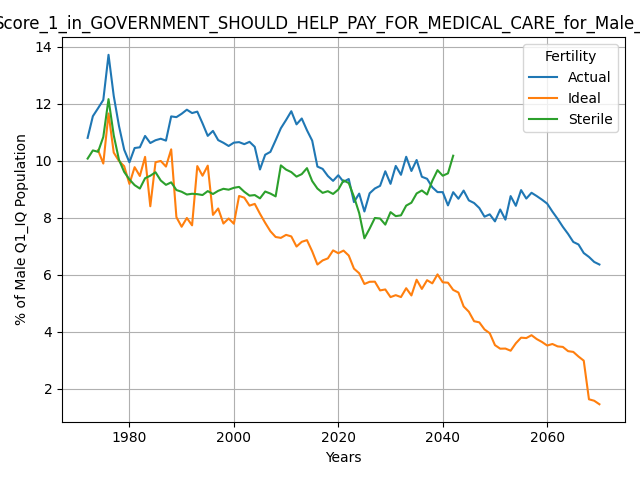 Score_1_in_GOVERNMENT_SHOULD_HELP_PAY_FOR_MEDICAL_CARE_for_Male_
Fertility
Actual
Ideal
Sterile
% of Male Q1_IQ Population
14
12
10
8
6
4
2
1980
2000
2020
2040
2060
Years